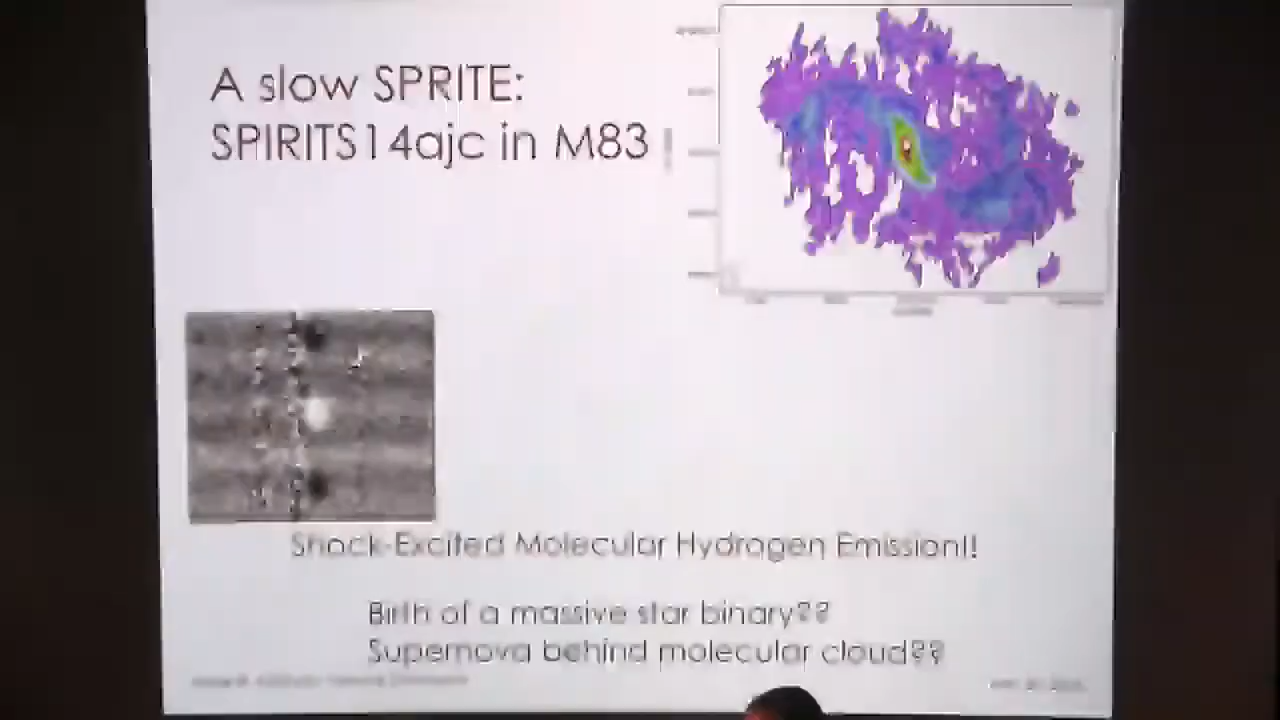 A slow SPRITE:
SPIRITS14ajc in M83
Shock-Excited Molecular Hydrogen Emission!!
Birth of a massive star binary??
Supernova behind molecular cloud??